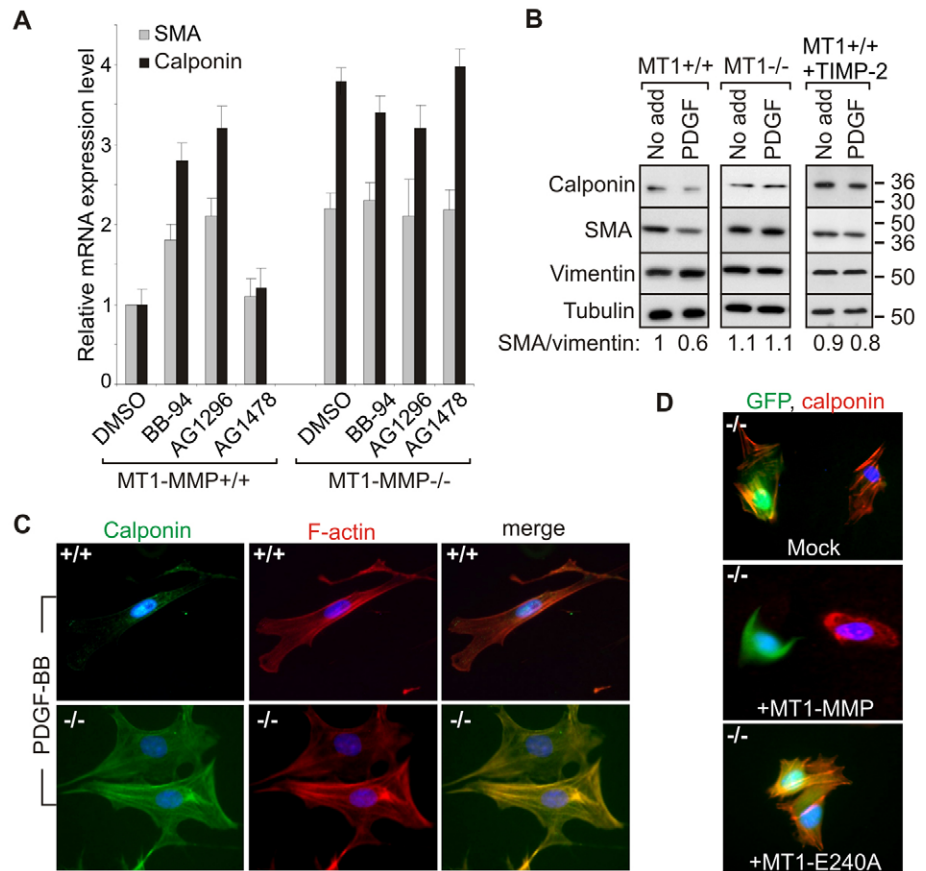 A
SMA
Calponin
Relative mRNA expression level
4
3
2
1
0
DMSO
BB-94
AG1296
AG1478
DMSO
BB-94
AG1296
AG1478
MT1-MMP+/+
MT1-MMP-/-
B
MT1+/+
MT1-/-
MT1+/+
+TIMP-2
No add
PDGF
No add
PDGF
No add
PDGF
Calponin
SMA
Vimentin
Tubulin
36
30
50
36
50
50
SMA/vimentin: 1 0.6 1.1 1.1 0.9 0.8
C
Calponin
F-actin
merge
PDGF-BB
+/+
+/+
+/+
-/-
-/-
-/-
D
GFP, calponin
-/-
Mock
-/-
+MT1-MMP
-/-
+MT1-E240A